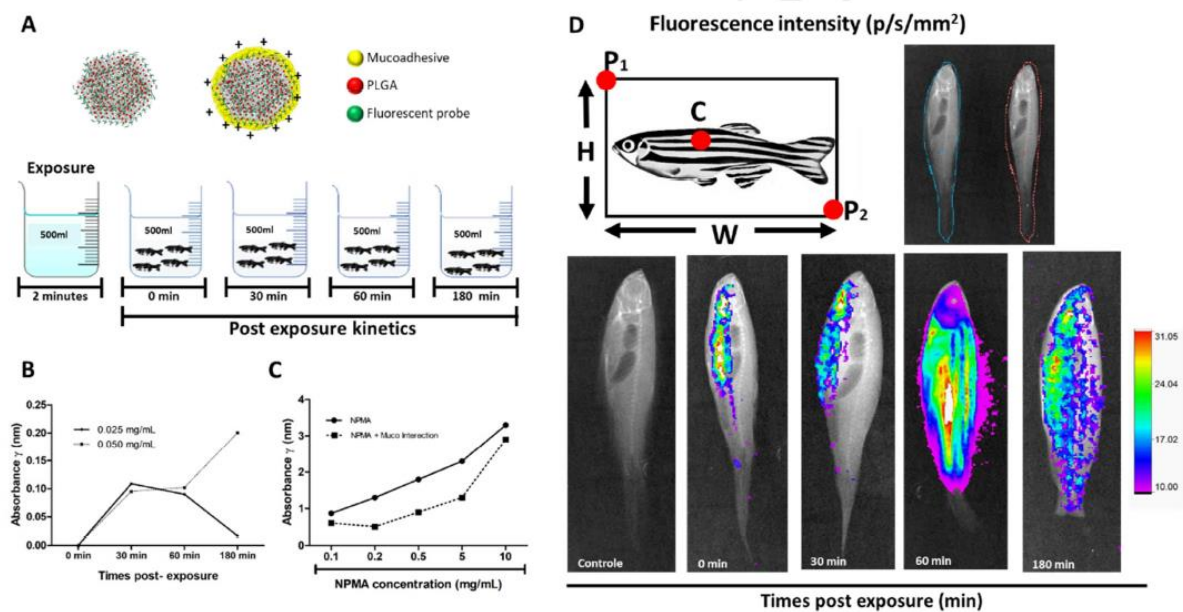 A
Mucoadhesive
PLGA
Fluorescent probe
Exposure
500ml
500ml
500ml
500ml
500ml
2 minutes
0 min
30 min
60 min
180 min
Post exposure kinetics
B
Absorbance γ (nm)
0.25
0.20
0.15
0.10
0.05
0.00
0.025 mg/mL
0.050 mg/mL
0 min
30 min
60 min
180 min
Times post- exposure
C
Absorbance γ (nm)
4
3
2
1
0
NPMA
NPMA + Muco Interection
0.1
0.2
0.5
5
10
NPMA concentration (mg/mL)
D
Fluorescence intensity (p/s/mm²)
P₁
C
H
P₂
W
Controle
0 min
30 min
60 min
180 min
31.05
24.04
17.02
10.00
Times post exposure (min)